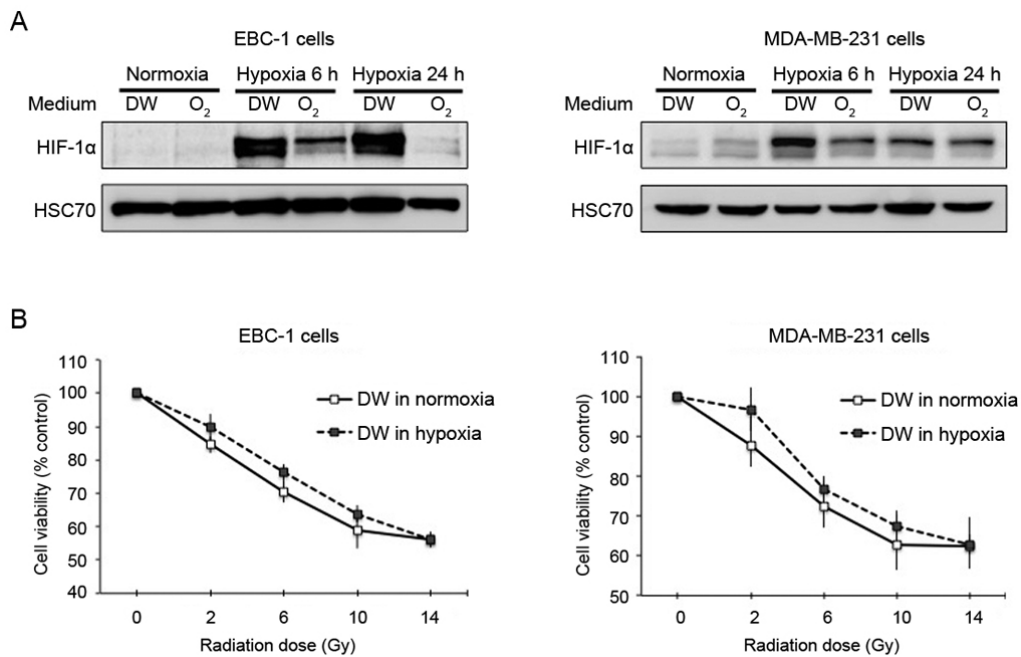 A
EBC-1 cells
Normoxia Hypoxia 6 h Hypoxia 24 h
Medium DW O₂ DW O₂ DW O₂
HIF-1α
HSC70
MDA-MB-231 cells
Normoxia Hypoxia 6 h Hypoxia 24 h
Medium DW O₂ DW O₂ DW O₂
HIF-1α
HSC70
B
EBC-1 cells
Cell viability (% control)
110
100
90
80
70
60
50
40
DW in normoxia
DW in hypoxia
0 2 6 10 14
Radiation dose (Gy)
MDA-MB-231 cells
Cell viability (% control)
110
100
90
80
70
60
50
DW in normoxia
DW in hypoxia
0 2 6 10 14
Radiation dose (Gy)